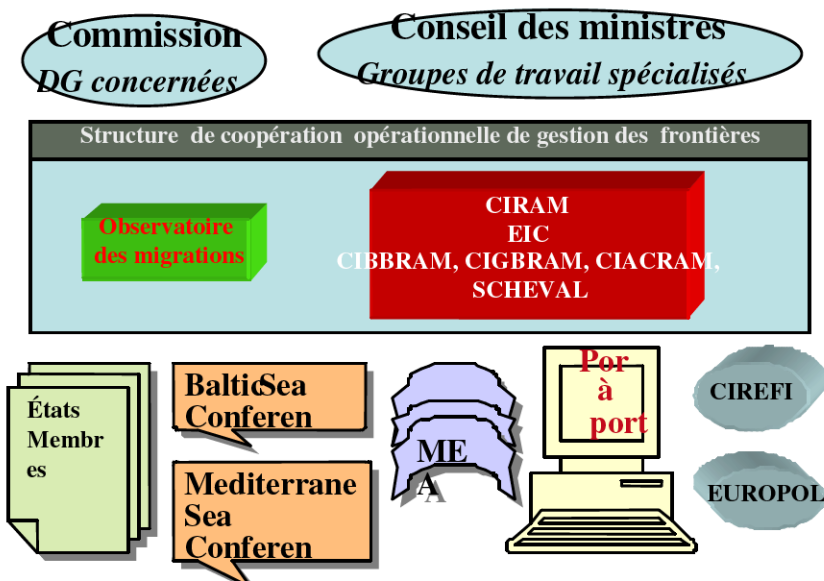 Commission
DG concernées
Conseil des ministres
Groupes de travail spécialisés
Structure de coopération opérationnelle de gestion des frontières
Observatoire
des migrations
CIRAM
EIC
CIBBRAM, CIGBRAM, CIACRAM,
SCHEVAL
États
Membr
es
Baltic Sea
Conferen
Mediterrane
Sea
Conferen
ME
A
Por
à
port
CIREFI
EUROPOL